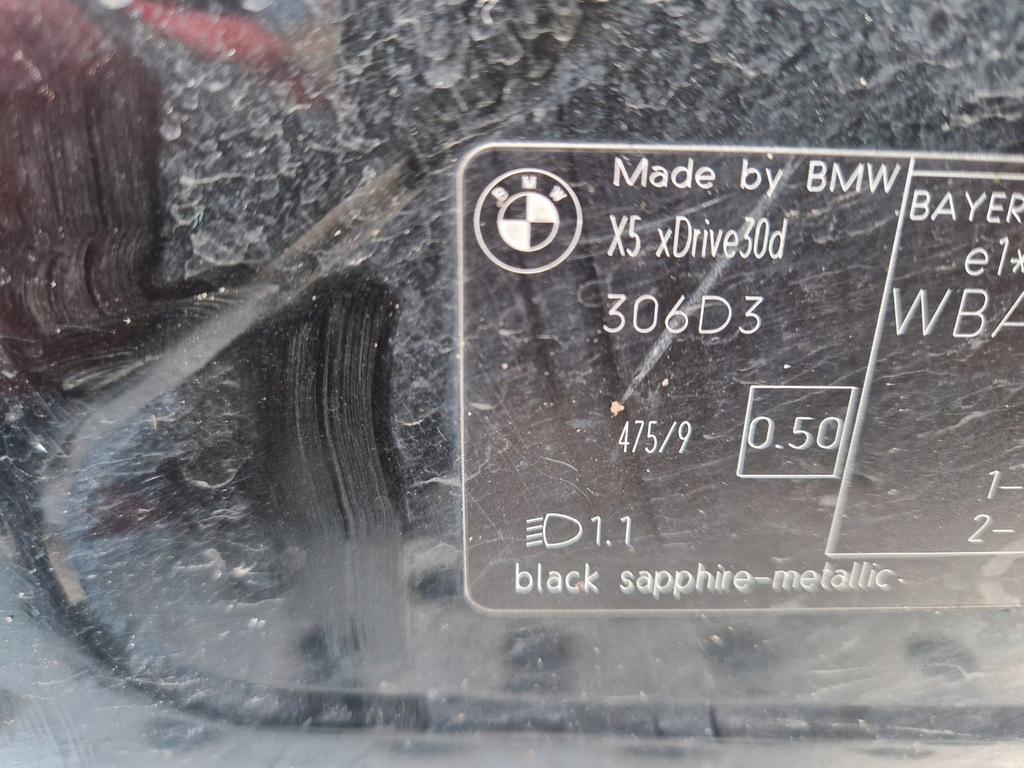 BMW
Made by BMW
X5 xDrive30d
306D3
475/9
0.50
1.1
black sapphire-metallic
BAYER
e1*
WBA
1-
2-